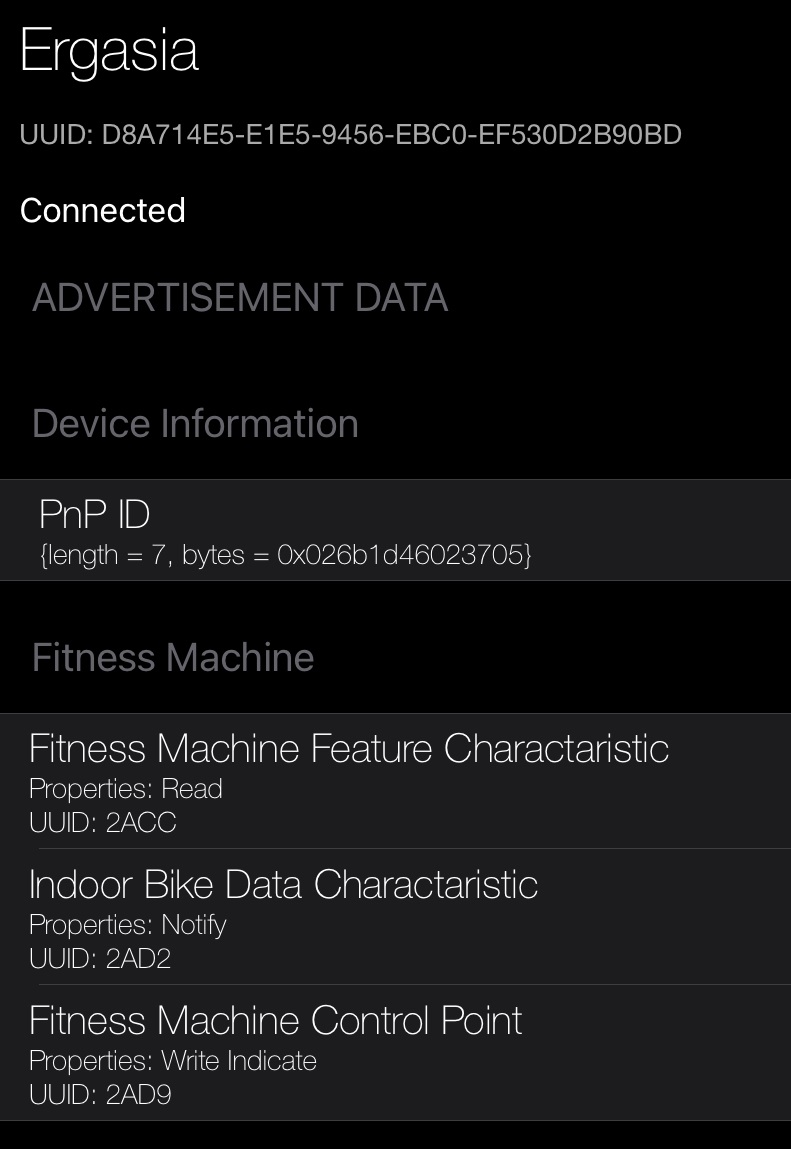 Ergasia
UUID: D8A714E5-E1E5-9456-EBC0-EF530D2B90BD
Connected
ADVERTISEMENT DATA
Device Information
PnP ID
{length = 7, bytes = 0x026b1d46023705}
Fitness Machine
Fitness Machine Feature Charactaristic
Properties: Read
UUID: 2ACC
Indoor Bike Data Charactaristic
Properties: Notify
UUID: 2AD2
Fitness Machine Control Point
Properties: Write Indicate
UUID: 2AD9